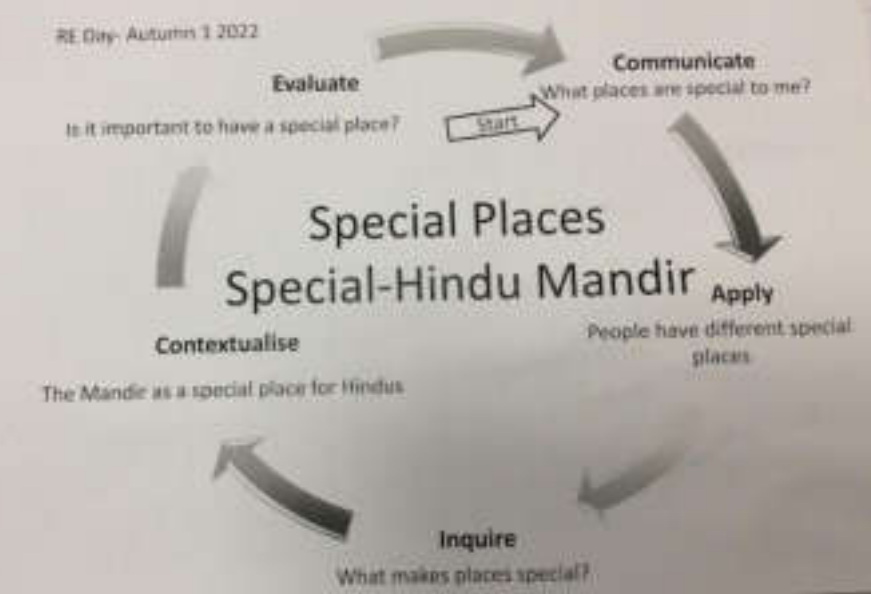 RE Day- Autumn 1 2022
Evaluate
Is it important to have a special place?
Start
Communicate
What places are special to me?
Special Places
Special-Hindu Mandir
Apply
People have different special
places
Contextualise
The Mandir as a special place for Hindus
Inquire
What makes places special?